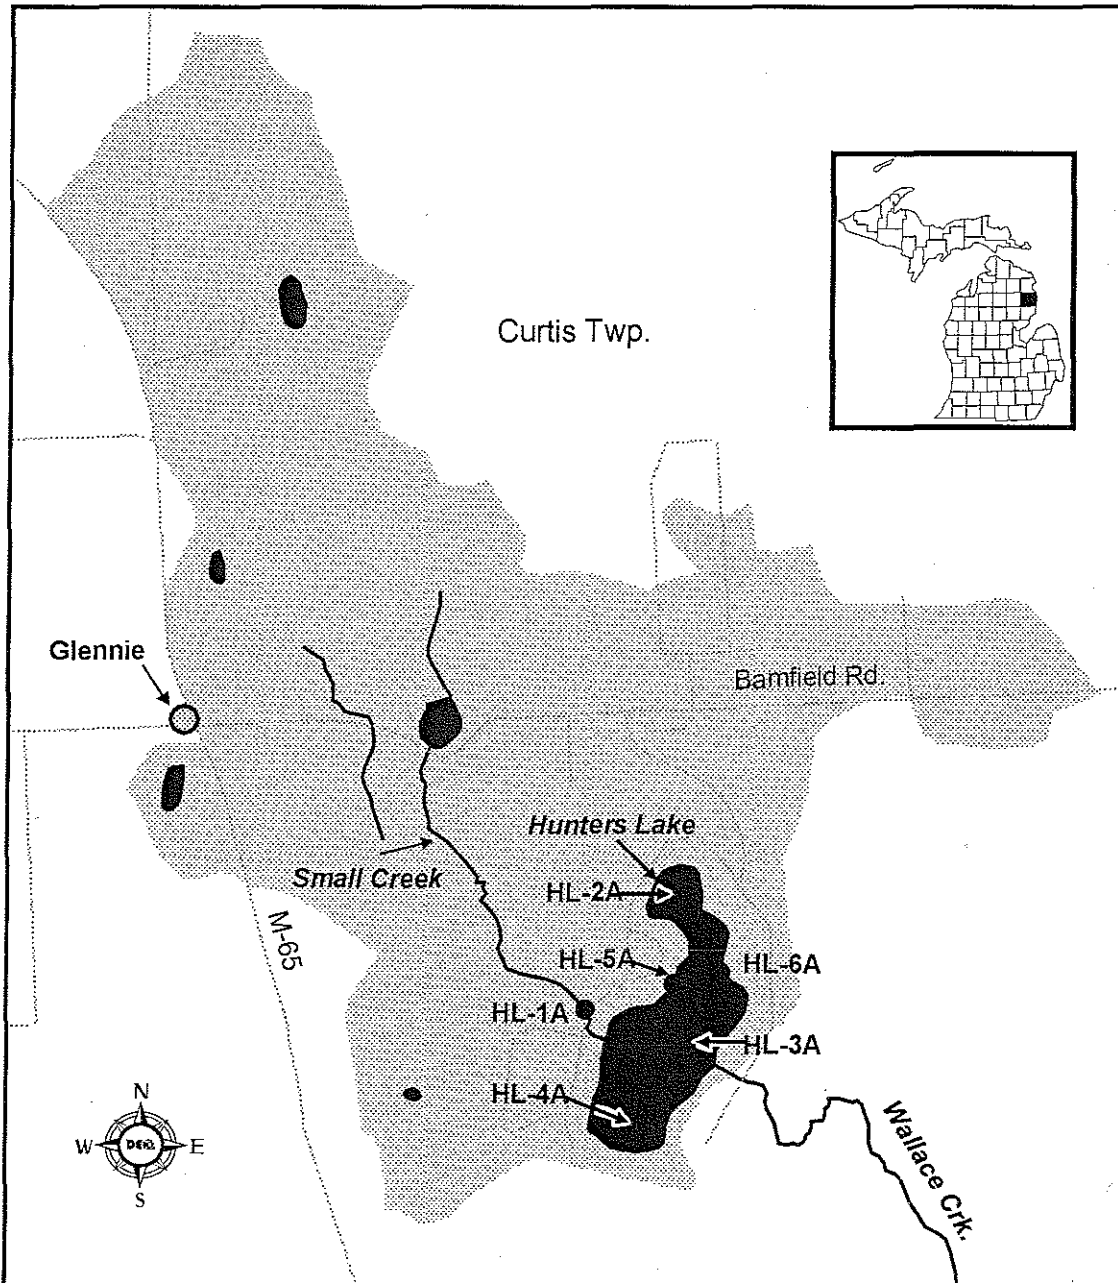 Curtis Twp.
Glennie
Bamfield Rd.
Hunters Lake
HL-2A
Small Creek
M-65
HL-5A
HL-6A
HL-1A
HL-3A
HL-4A
Wallace Crk.
N
W
DEQ
E
S